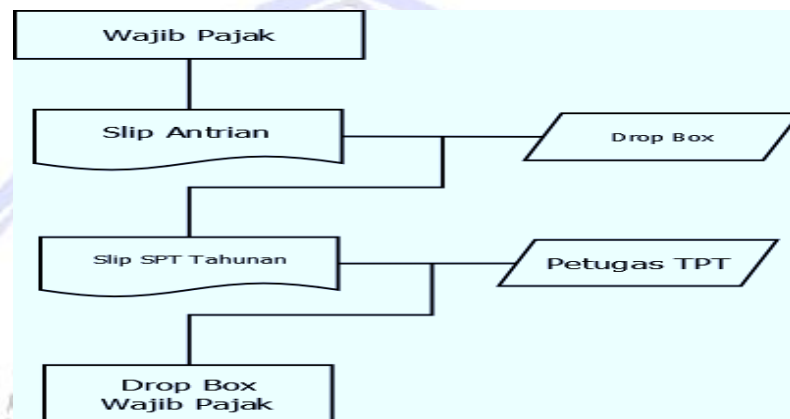 Wajib Pajak
Slip Antrian
Drop Box
Slip SPT Tahunan
Petugas TPT
Drop Box
Wajib Pajak